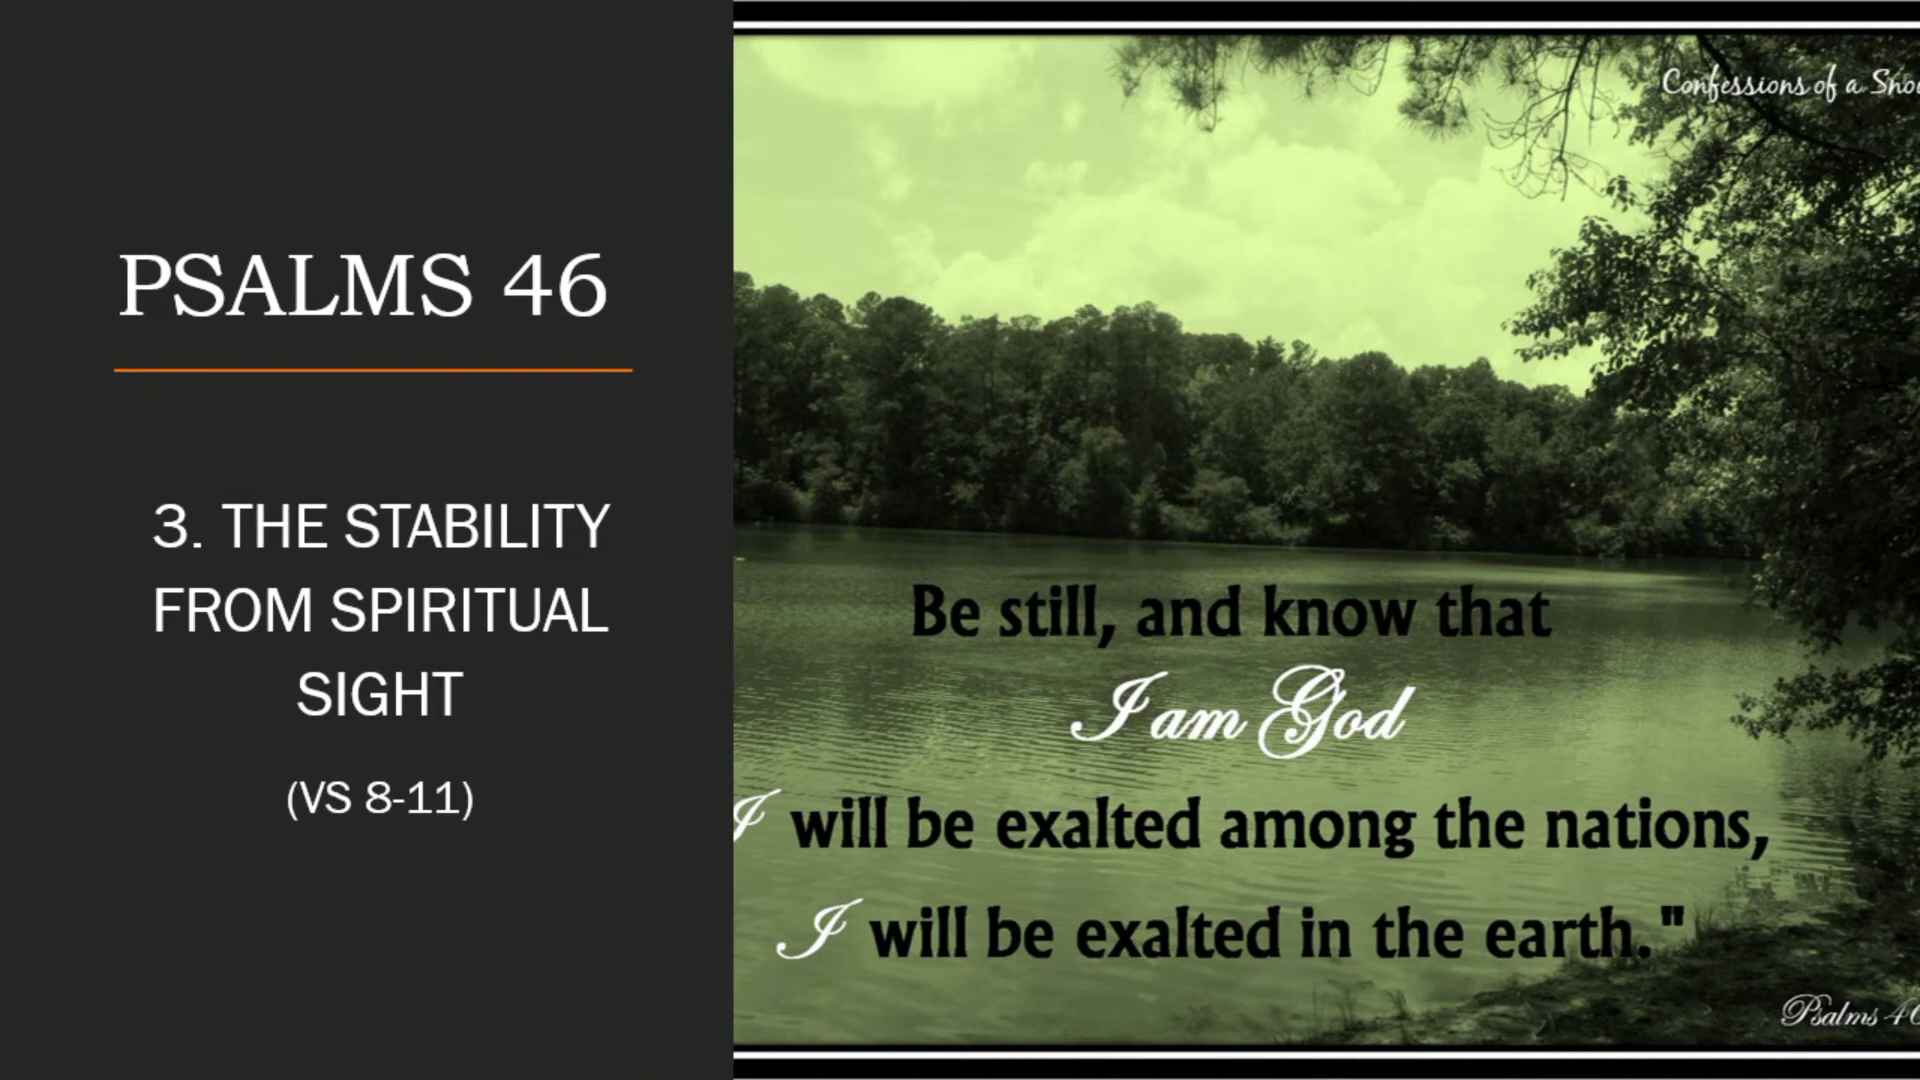 PSALMS 46
3. THE STABILITY
FROM SPIRITUAL
SIGHT
(VS 8-11)
Confessions of a
Be still, and know that
I am God
I will be exalted among the nations,
I will be exalted in the earth."
Psalms